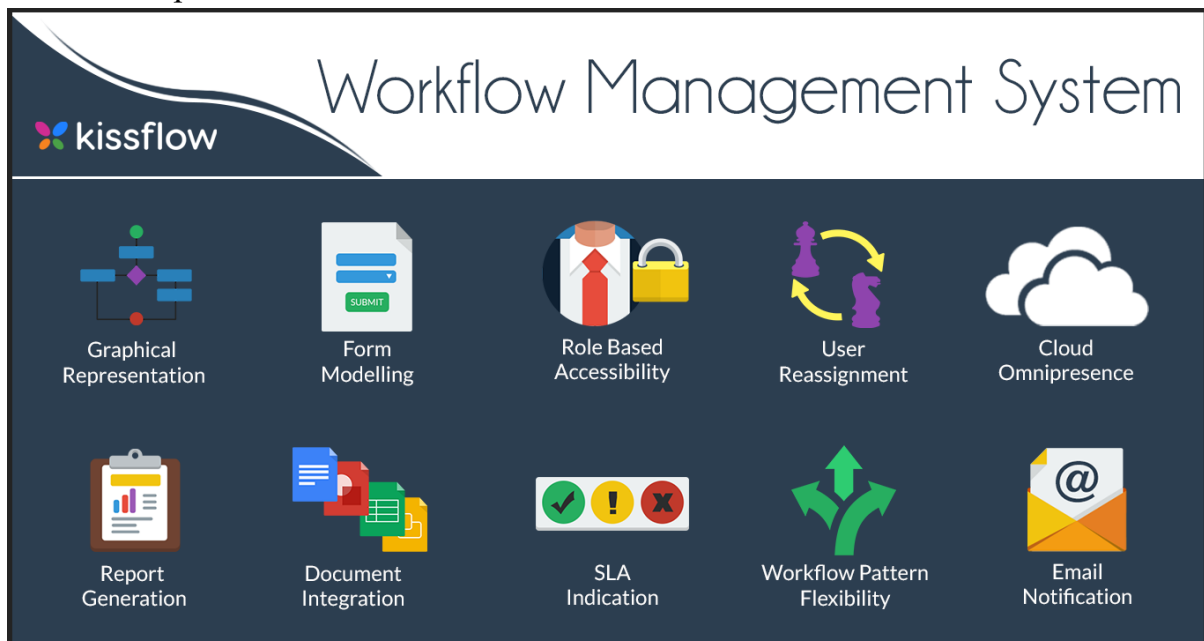 Workflow Management System
kissflow
SUBMIT
Graphical
Representation
Form
Modelling
Role Based
Accessibility
User
Reassignment
Cloud
Omnipresence
Report
Generation
Document
Integration
SLA
Indication
Workflow Pattern
Flexibility
@
Email
Notification